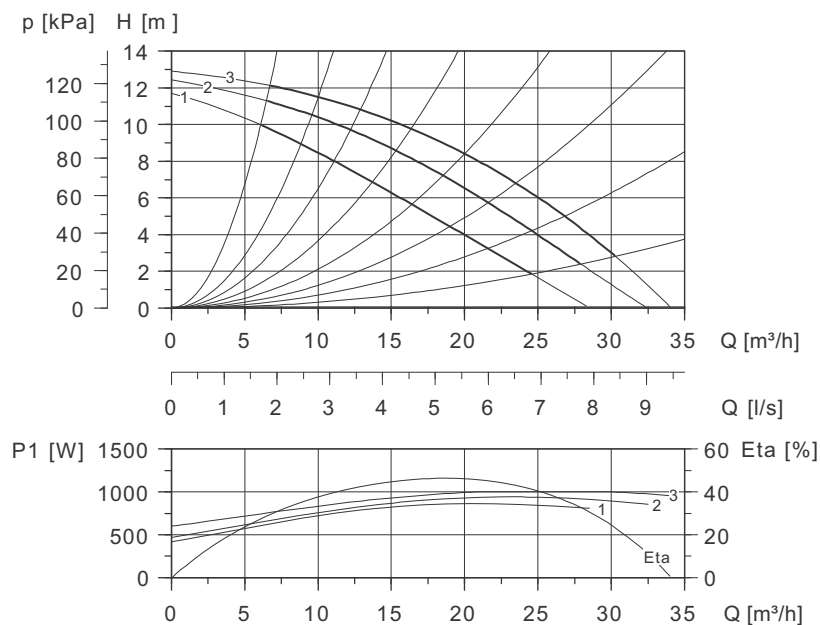 p [kPa] H [m ]
14
120 12
100 10
80 8
60 6
40 4
20 2
0 0
3
2
1
0 5 10 15 20 25 30 35 Q [m³/h]
0 1 2 3 4 5 6 7 8 9 Q [l/s]
P1 [W] 1500 60 Eta [%]
1000 40
500 20
0 0
3
2
1
Eta
0 5 10 15 20 25 30 35 Q [m³/h]